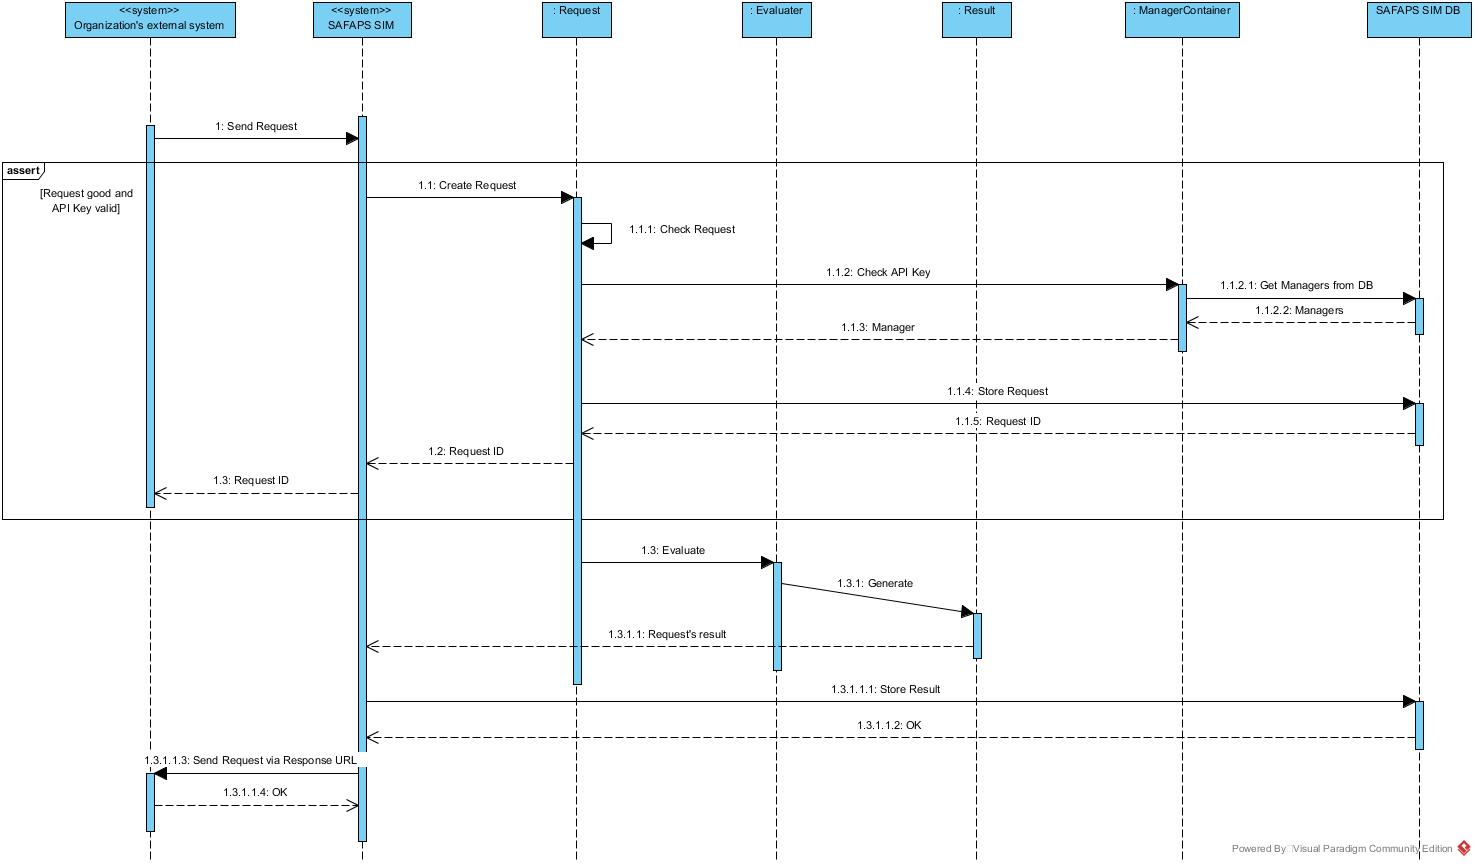 <<system>>
Organization's external system
<<system>>
SAFAPS SIM
: Request
: Evaluater
: Result
: ManagerContainer
SAFAPS SIM DB
1: Send Request
assert
[Request good and
API Key valid]
1.1: Create Request
1.1.1: Check Request
1.1.2: Check API Key
1.1.2.1: Get Managers from DB
1.1.2.2: Managers
1.1.3: Manager
1.1.4: Store Request
1.1.5: Request ID
1.2: Request ID
1.3: Request ID
1.3: Evaluate
1.3.1: Generate
1.3.1.1: Request's result
1.3.1.1.1: Store Result
1.3.1.1.2: OK
1.3.1.1.3: Send Request via Response URL
1.3.1.1.4: OK
Powered By Visual Paradigm Community Edition